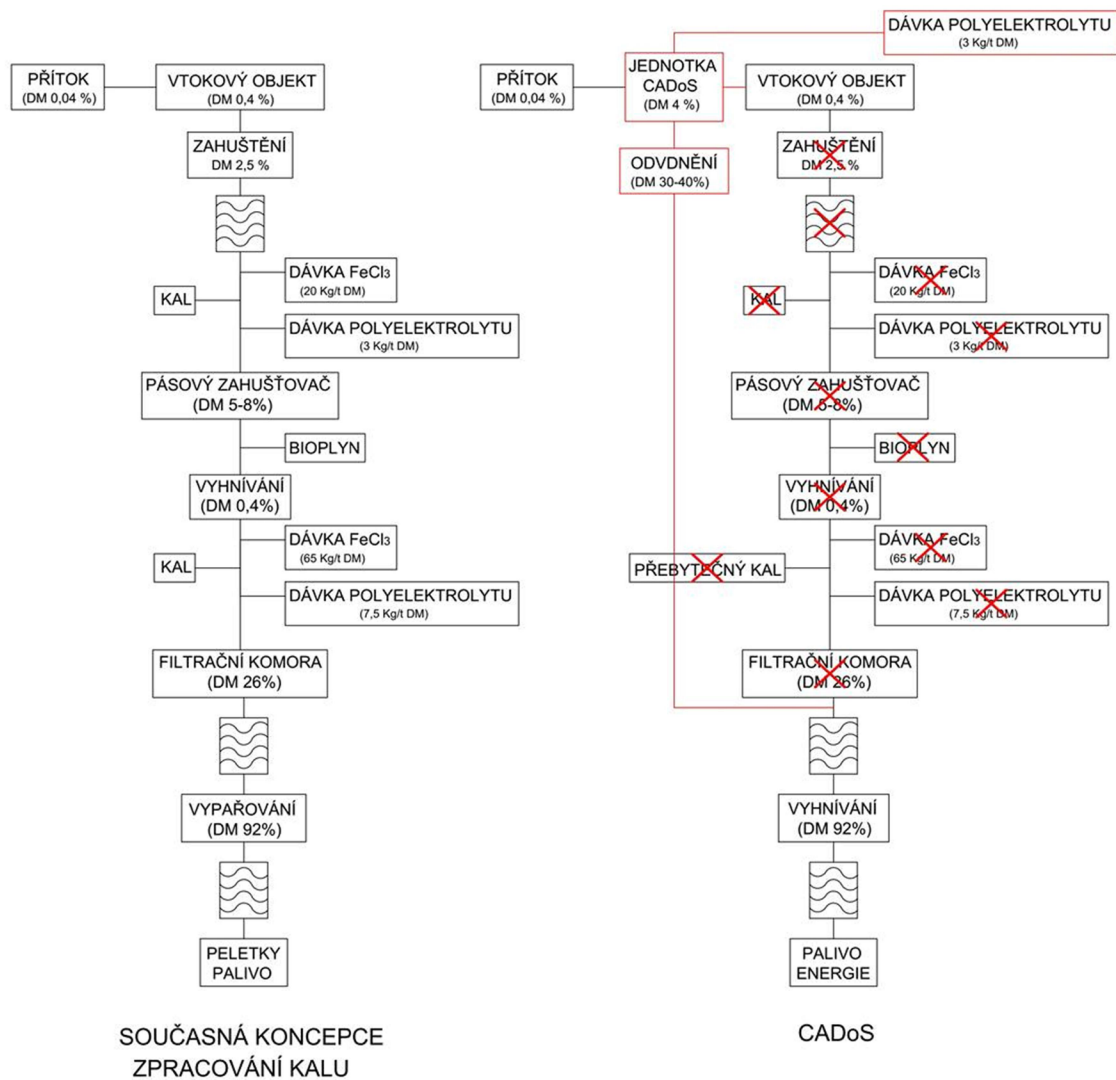 PŘÍTOK
(DM 0,04 %)
VTOKOVÝ OBJEKT
(DM 0,4 %)
ZAHUŠTĚNÍ
DM 2,5 %
DÁVKA FeCl₃
(20 Kg/t DM)
KAL
DÁVKA POLYELEKTROLYTU
(3 Kg/t DM)
PÁSOVÝ ZAHUŠŤOVAČ
(DM 5-8%)
BIOPLYN
VYHNÍVÁNÍ
(DM 0,4%)
DÁVKA FeCl₃
(65 Kg/t DM)
KAL
DÁVKA POLYELEKTROLYTU
(7,5 Kg/t DM)
FILTRAČNÍ KOMORA
(DM 26%)
VYPAŘOVÁNÍ
(DM 92%)
PELETKY
PALIVO
SOUČASNÁ KONCEPCE
ZPRACOVÁNÍ KALU
DÁVKA POLYELEKTROLYTU
(3 Kg/t DM)
PŘÍTOK
(DM 0,04 %)
JEDNOTKA
CADoS
(DM 4 %)
VTOKOVÝ OBJEKT
(DM 0,4 %)
ODVDNĚNÍ
(DM 30-40%)
ZAHUŠTĚNÍ
DM 2,5 %
DÁVKA FeCl₃
(20 Kg/t DM)
KAL
DÁVKA POLYELEKTROLYTU
(3 Kg/t DM)
PÁSOVÝ ZAHUŠŤOVAČ
(DM 5-8%)
BIOPLYN
VYHNÍVÁNÍ
(DM 0,4%)
DÁVKA FeCl₃
(65 Kg/t DM)
PŘEBYTEČNÝ KAL
DÁVKA POLYELEKTROLYTU
(7,5 Kg/t DM)
FILTRAČNÍ KOMORA
(DM 26%)
VYHNÍVÁNÍ
(DM 92%)
PALIVO
ENERGIE
CADoS